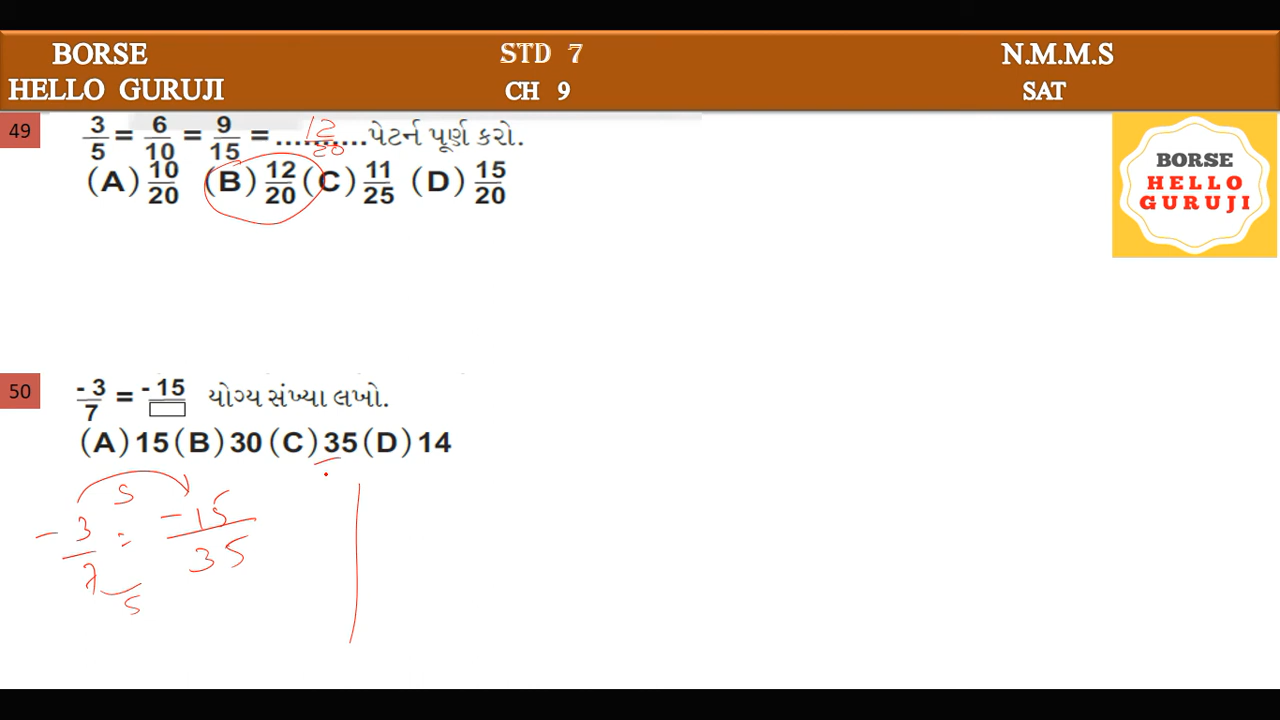 BORSE STD 7 N.M.M.S
HELLO GURUJI CH 9 SAT
49 3/5 = 6/10 = 9/15 = .......... પેટર્ન પૂર્ણ કરો.
12/20
(A) 10/20 (B) 12/20 (C) 11/25 (D) 15/20
BORSE
HELLO
GURUJI
50 -3/7 = -15/□ યોગ્ય સંખ્યા લખો.
(A) 15 (B) 30 (C) 35 (D) 14
5
-3/7 = -15/35
5